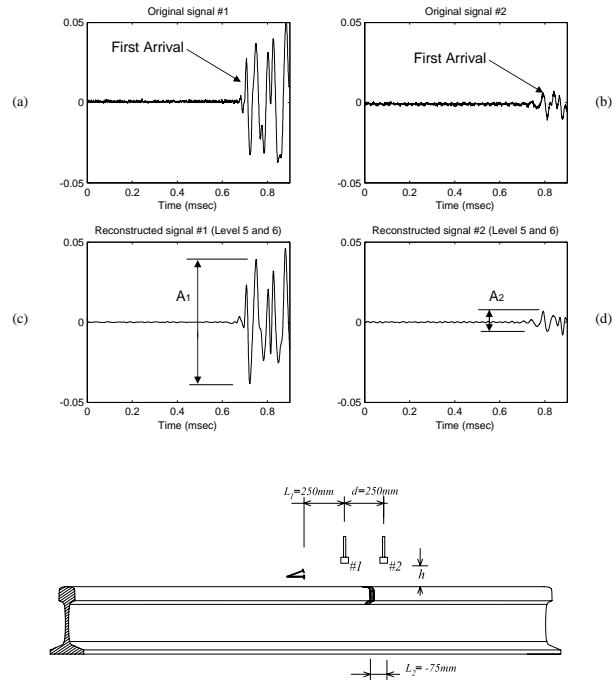 Original signal #1
Original signal #2
0.05
First Arrival
(a)
0
-0.05
0 0.2 0.4 0.6 0.8
Time (msec)
0.05
First Arrival
(b)
0
-0.05
0 0.2 0.4 0.6 0.8
Time (msec)
Reconstructed signal #1 (Level 5 and 6)
Reconstructed signal #2 (Level 5 and 6)
0.05
A1
(c)
0
-0.05
0 0.2 0.4 0.6 0.8
Time (msec)
0.05
A2
(d)
0
-0.05
0 0.2 0.4 0.6 0.8
Time (msec)
L1=250mm d=250mm
#1 #2 h
L2= -75mm